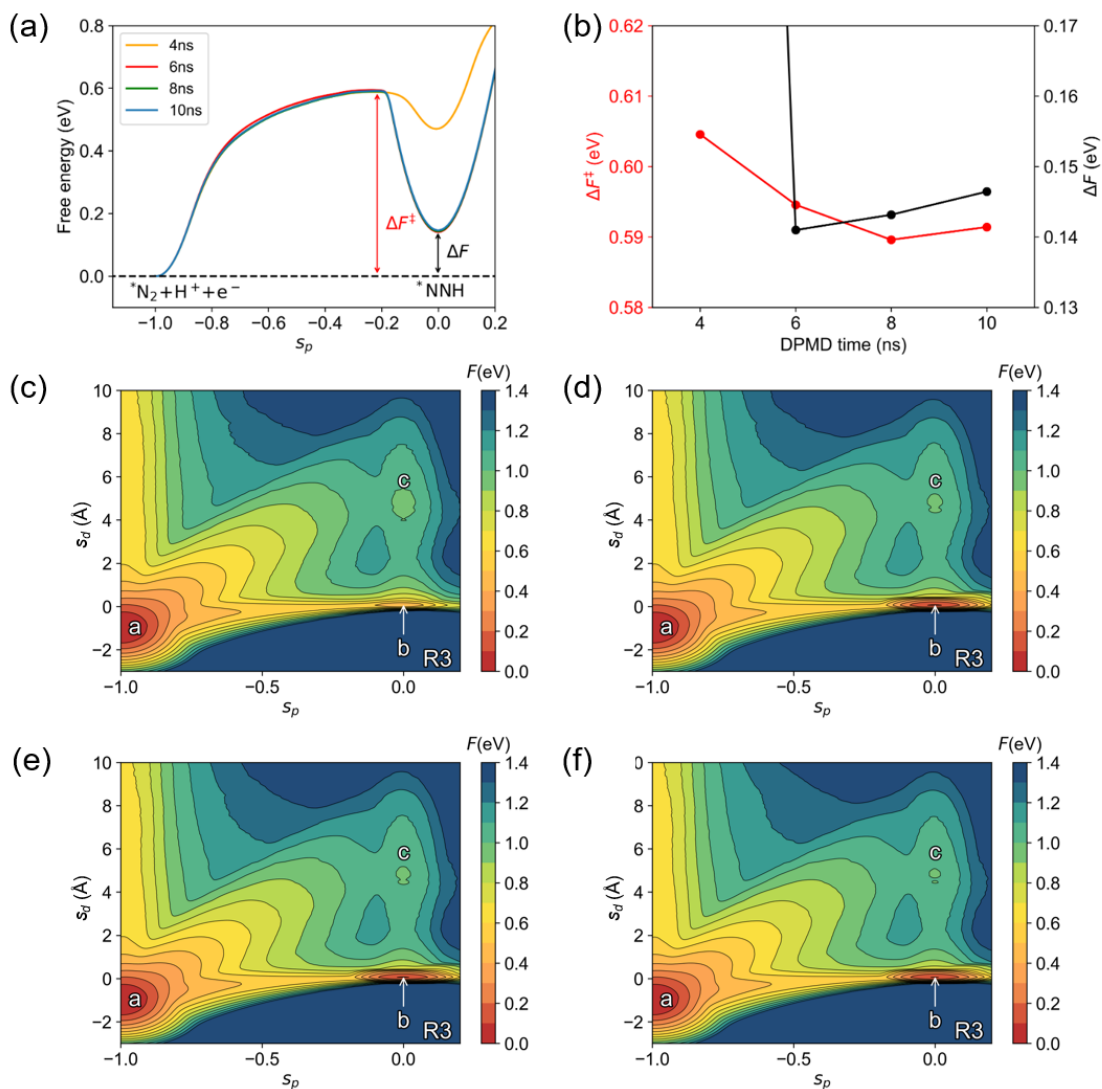 (a)
Free energy (eV)
0.8
0.6
0.4
0.2
0.0
4ns
6ns
8ns
10ns
ΔF‡
ΔF
*N₂+H⁺+e⁻
*NNH
−1.0 −0.8 −0.6 −0.4 −0.2 0.0 0.2
sₚ
(b)
ΔF‡ (eV)
0.62
0.61
0.60
0.59
0.58
0.17
0.16
0.15
0.14
0.13
ΔF (eV)
4 6 8 10
DPMD time (ns)
(c)
F(eV)
s_d (Å)
10
8
6
4
2
0
−2
c
a
b
R3
−1.0 −0.5 0.0
sₚ
1.4
1.2
1.0
0.8
0.6
0.4
0.2
0.0
(d)
F(eV)
s_d (Å)
10
8
6
4
2
0
−2
c
a
b
R3
−1.0 −0.5 0.0
sₚ
1.4
1.2
1.0
0.8
0.6
0.4
0.2
0.0
(e)
F(eV)
s_d (Å)
10
8
6
4
2
0
−2
c
a
b
R3
−1.0 −0.5 0.0
sₚ
1.4
1.2
1.0
0.8
0.6
0.4
0.2
0.0
(f)
F(eV)
s_d (Å)
0
8
6
4
2
0
−2
c
a
b
R3
−1.0 −0.5 0.0
sₚ
1.4
1.2
1.0
0.8
0.6
0.4
0.2
0.0